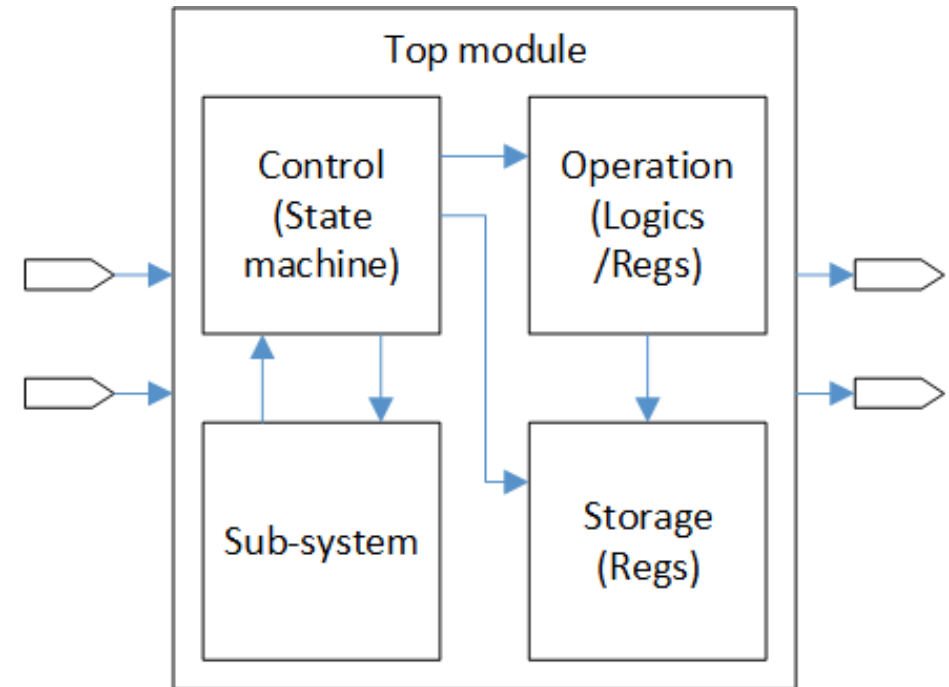 Top module
Control
(State
machine)
Operation
(Logics
/Regs)
Sub-system
Storage
(Regs)